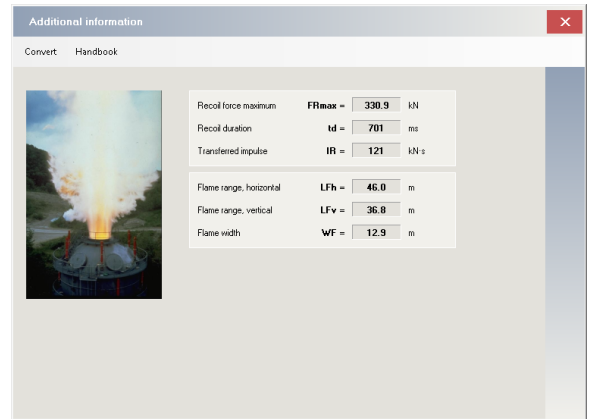 Additional information
Convert Handbook
Recoil force maximum FRmax = 330.9 kN
Recoil duration td = 701 ms
Transferred impulse IR = 121 kN·s
Flame range, horizontal LFh = 46.0 m
Flame range, vertical LFv = 36.8 m
Flame width WF = 12.9 m